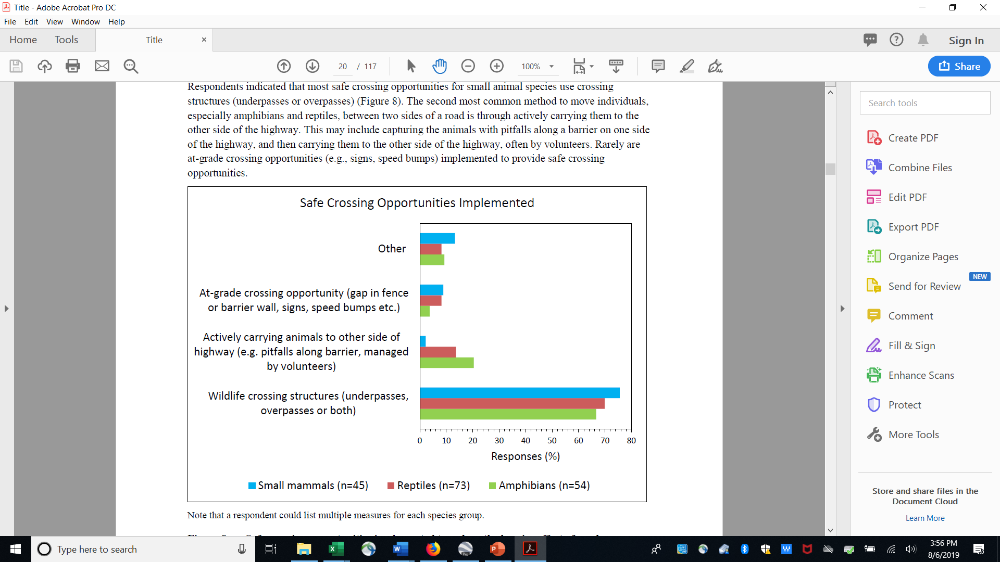 Title - Adobe Acrobat Pro DC
File Edit View Window Help
Home Tools Title × Sign In
20 / 117 100% Share
Respondents indicated that most safe crossing opportunities for small animal species use crossing
structures (underpasses or overpasses) (Figure 8). The second most common method to move individuals,
especially amphibians and reptiles, between two sides of a road is through actively carrying them to the
other side of the highway. This may include capturing the animals with pitfalls along a barrier on one side
of the highway, and then carrying them to the other side of the highway, often by volunteers. Rarely are
at-grade crossing opportunities (e.g., signs, speed bumps) implemented to provide safe crossing
opportunities.
Safe Crossing Opportunities Implemented
Other
At-grade crossing opportunity (gap in fence
or barrier wall, signs, speed bumps etc.)
Actively carrying animals to other side of
highway (e.g. pitfalls along barrier, managed
by volunteers)
Wildlife crossing structures (underpasses,
overpasses or both)
0 10 20 30 40 50 60 70 80
Responses (%)
Small mammals (n=45) Reptiles (n=73) Amphibians (n=54)
Note that a respondent could list multiple measures for each species group.
Search tools
Create PDF
Combine Files
Edit PDF
Export PDF
Organize Pages
NEW
Send for Review
Comment
Fill & Sign
Enhance Scans
Protect
More Tools
Store and share files in the
Document Cloud
Learn More
Type here to search
3:56 PM
8/6/2019